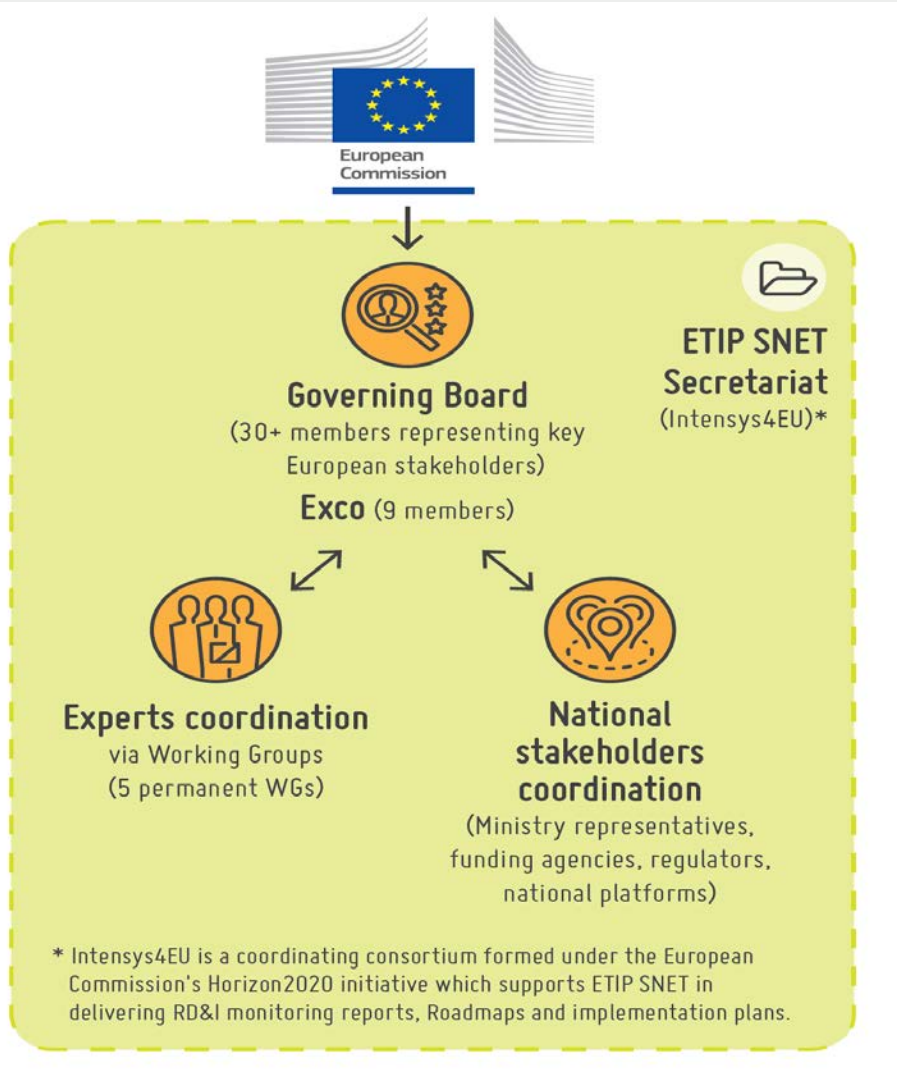 European
Commission
Governing Board
(30+ members representing key
European stakeholders)
Exco (9 members)
ETIP SNET
Secretariat
(Intensys4EU)*
Experts coordination
via Working Groups
(5 permanent WGs)
National
stakeholders
coordination
(Ministry representatives,
funding agencies, regulators,
national platforms)
* Intensys4EU is a coordinating consortium formed under the European
Commission's Horizon2020 initiative which supports ETIP SNET in
delivering RD&I monitoring reports, Roadmaps and implementation plans.